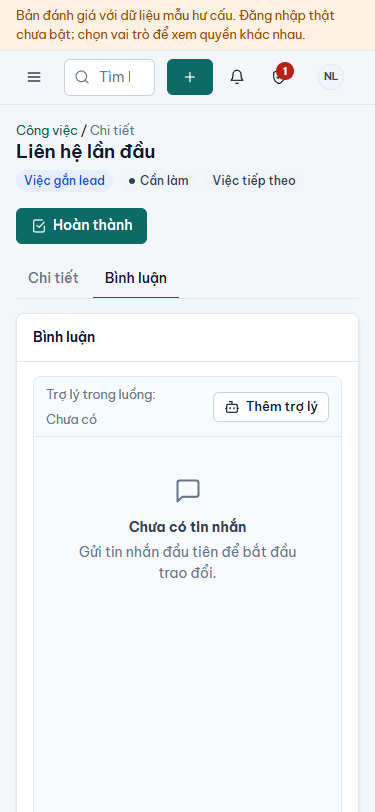 Bản đánh giá với dữ liệu mẫu hư cấu. Đăng nhập thật
chưa bật; chọn vai trò để xem quyền khác nhau.
Tìm
1
NL
Công việc / Chi tiết
Liên hệ lần đầu
Việc gắn lead
Cần làm
Việc tiếp theo
Hoàn thành
Chi tiết
Bình luận
Bình luận
Trợ lý trong luồng:
Chưa có
Thêm trợ lý
Chưa có tin nhắn
Gửi tin nhắn đầu tiên để bắt đầu
trao đổi.